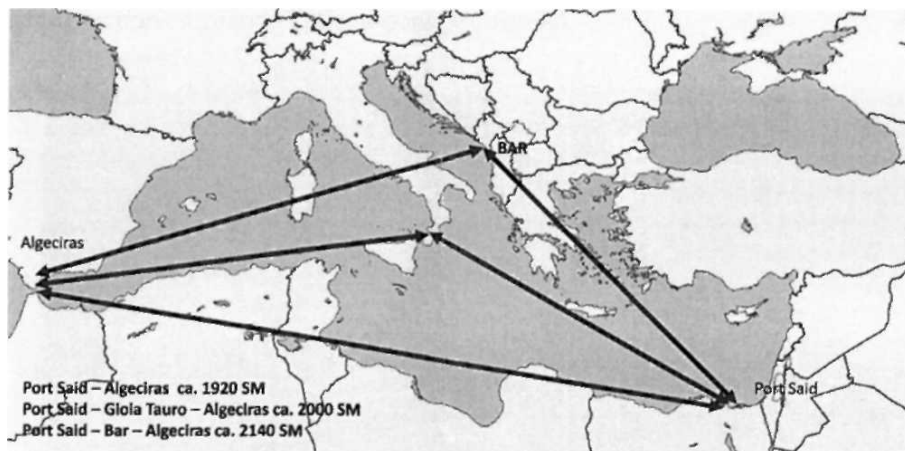 BAR
Algeciras
Port Said
Port Said – Algeciras ca. 1920 SM
Port Said – Gioia Tauro – Algeciras ca. 2000 SM
Port Said – Bar – Algeciras ca. 2140 SM